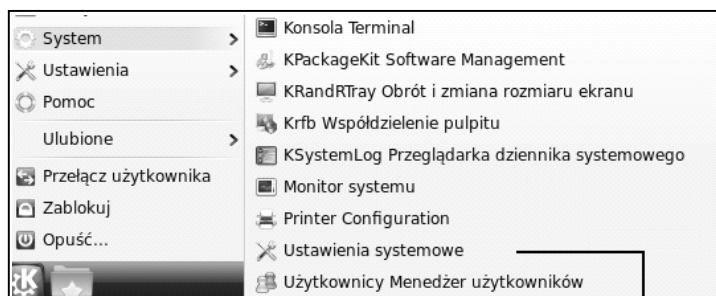 System
Ustawienia
Pomoc
Ulubione
Przełącz użytkownika
Zablokuj
Opuść...
Konsola Terminal
KPackageKit Software Management
KRandRTray Obrót i zmiana rozmiaru ekranu
Krfb Współdzielenie pulpitu
KSystemLog Przeglądarka dziennika systemowego
Monitor systemu
Printer Configuration
Ustawienia systemowe
Użytkownicy Menedżer użytkowników